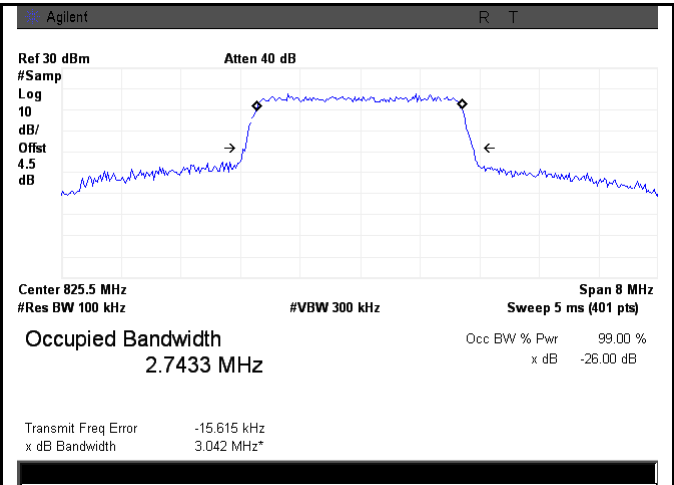 Agilent R T
Ref 30 dBm Atten 40 dB
#Samp
Log
10
dB/
Offst
4.5
dB
Center 825.5 MHz Span 8 MHz
#Res BW 100 kHz #VBW 300 kHz Sweep 5 ms (401 pts)
Occupied Bandwidth Occ BW % Pwr 99.00 %
2.7433 MHz x dB -26.00 dB
Transmit Freq Error -15.615 kHz
x dB Bandwidth 3.042 MHz*